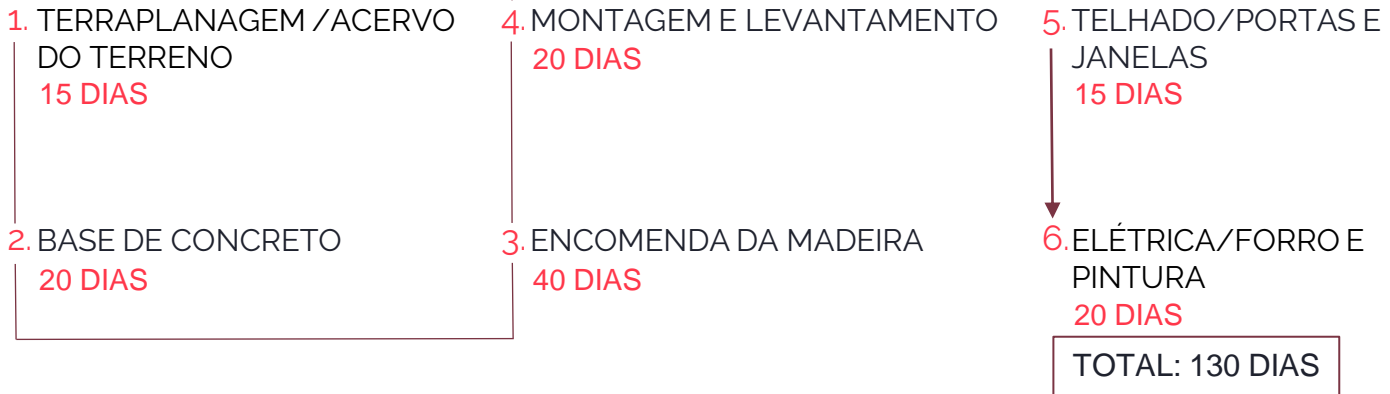 1. TERRAPLANAGEM /ACERVO
DO TERRENO
15 DIAS
2. BASE DE CONCRETO
20 DIAS
3. ENCOMENDA DA MADEIRA
40 DIAS
4. MONTAGEM E LEVANTAMENTO
20 DIAS
5. TELHADO/PORTAS E
JANELAS
15 DIAS
6. ELÉTRICA/FORRO E
PINTURA
20 DIAS
TOTAL: 130 DIAS